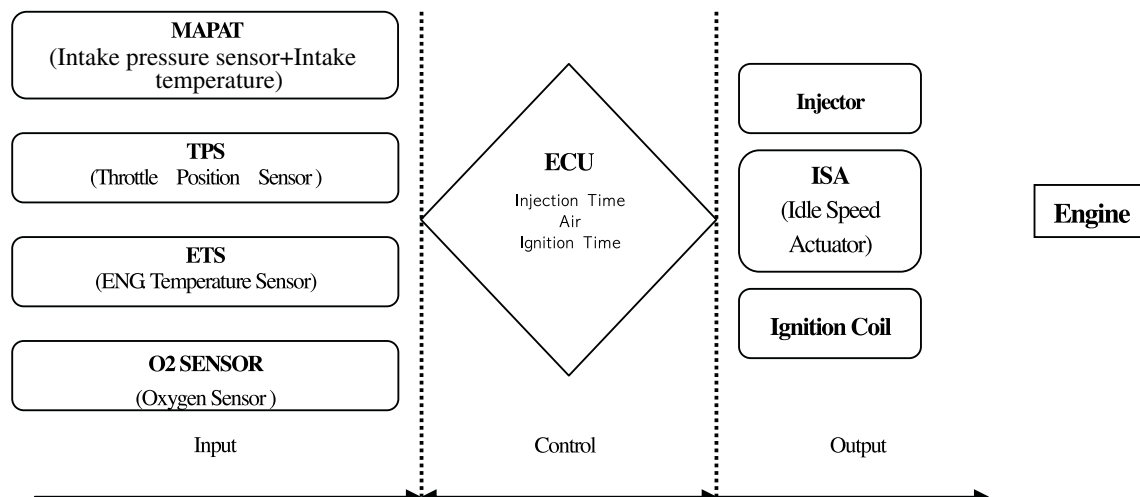 MAPAT
(Intake pressure sensor+Intake
temperature)
TPS
(Throttle Position Sensor)
ETS
(ENG Temperature Sensor)
O2 SENSOR
(Oxygen Sensor)
Input
ECU
Injection Time
Air
Ignition Time
Control
Injector
ISA
(Idle Speed
Actuator)
Ignition Coil
Output
Engine